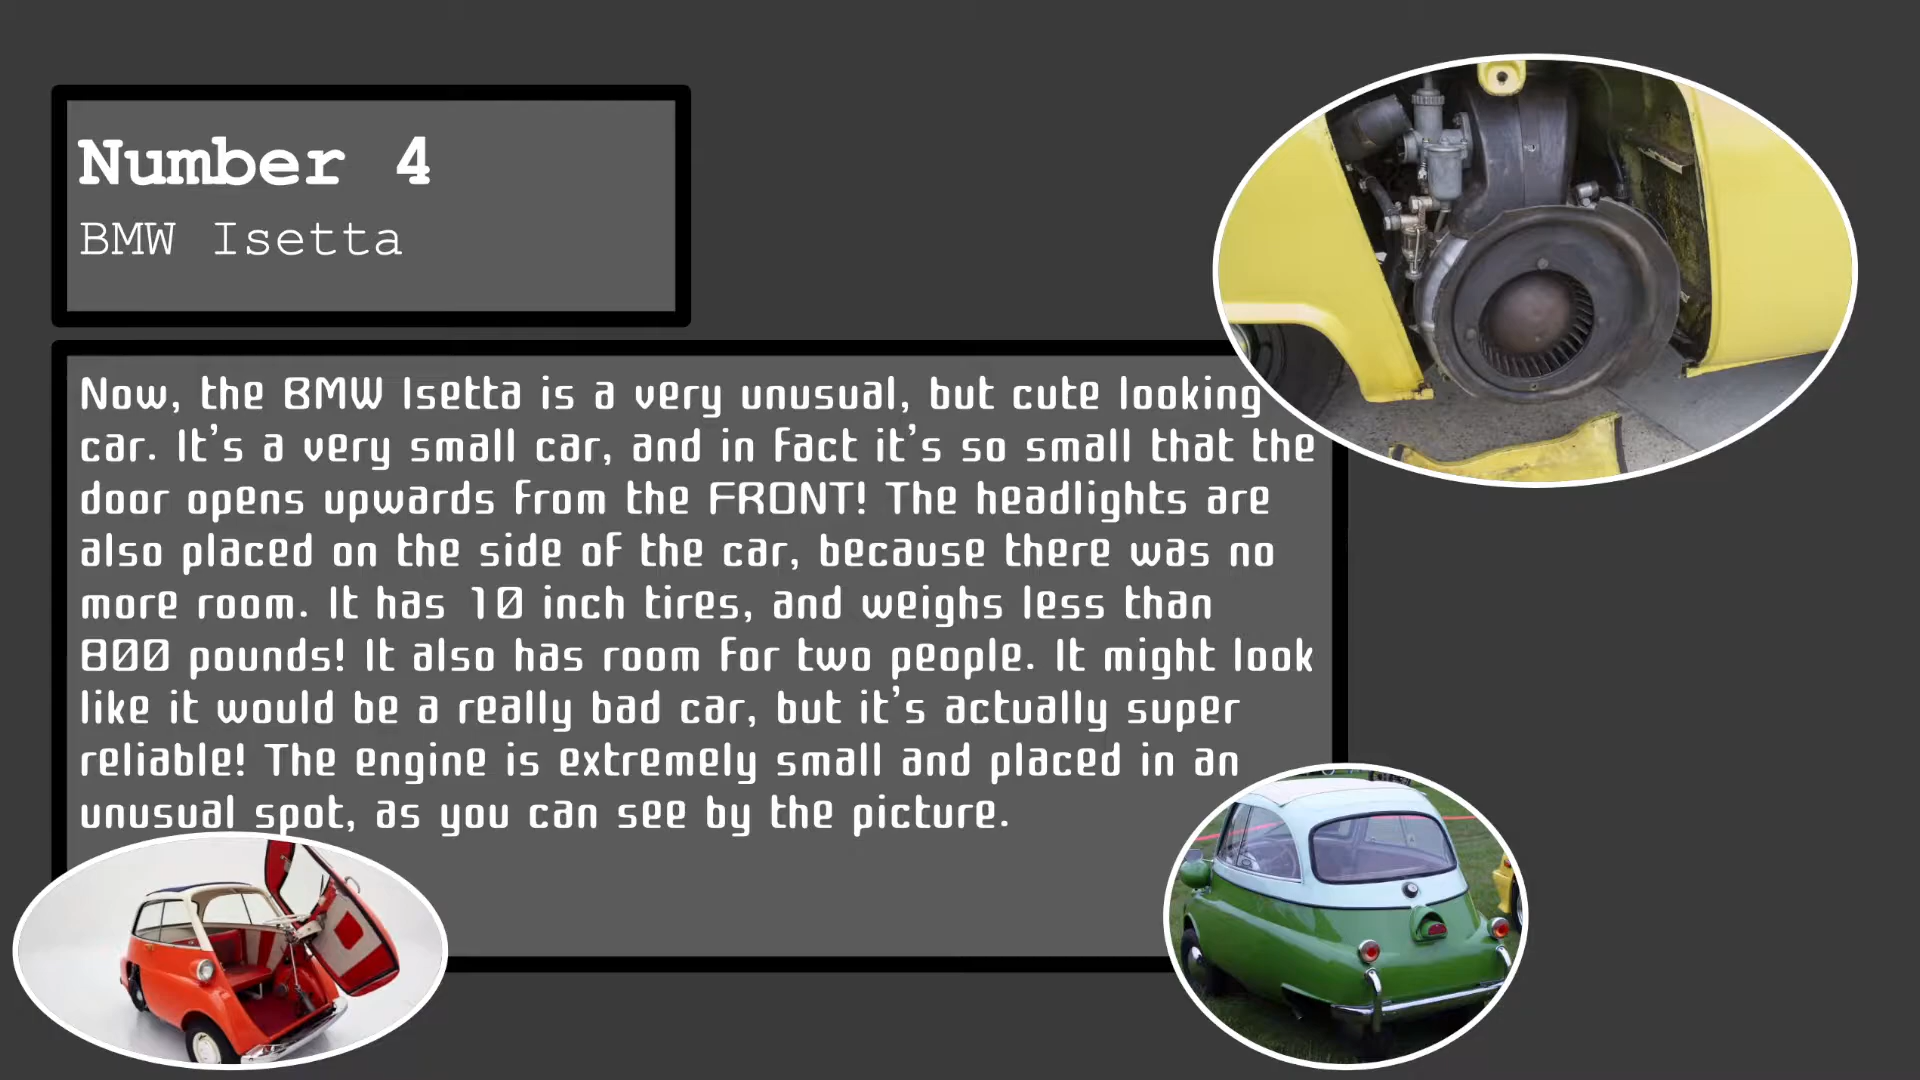 Number 4
BMW Isetta
Now, the BMW Isetta is a very unusual, but cute looking
car. It's a very small car, and in fact it's so small that the
door opens upwards from the FRONT! The headlights are
also placed on the side of the car, because there was no
more room. It has 10 inch tires, and weighs less than
800 pounds! It also has room for two people. It might look
like it would be a really bad car, but it's actually super
reliable! The engine is extremely small and placed in an
unusual spot, as you can see by the picture.